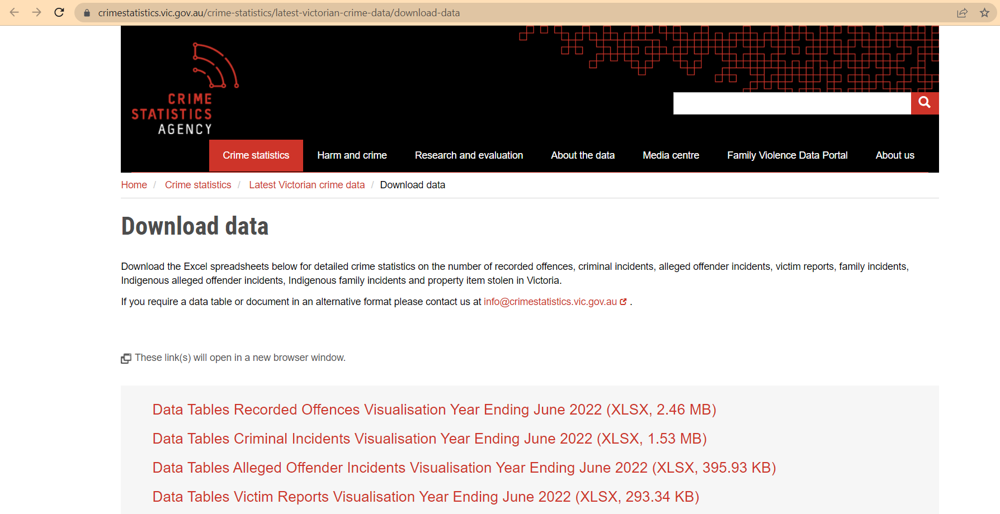 crimestatistics.vic.gov.au/crime-statistics/latest-victorian-crime-data/download-data
CRIME
STATISTICS
AGENCY
Crime statistics Harm and crime Research and evaluation About the data Media centre Family Violence Data Portal About us
Home / Crime statistics / Latest Victorian crime data / Download data
Download data
Download the Excel spreadsheets below for detailed crime statistics on the number of recorded offences, criminal incidents, alleged offender incidents, victim reports, family incidents,
Indigenous alleged offender incidents, Indigenous family incidents and property item stolen in Victoria.
If you require a data table or document in an alternative format please contact us at info@crimestatistics.vic.gov.au .
These link(s) will open in a new browser window.
Data Tables Recorded Offences Visualisation Year Ending June 2022 (XLSX, 2.46 MB)
Data Tables Criminal Incidents Visualisation Year Ending June 2022 (XLSX, 1.53 MB)
Data Tables Alleged Offender Incidents Visualisation Year Ending June 2022 (XLSX, 395.93 KB)
Data Tables Victim Reports Visualisation Year Ending June 2022 (XLSX, 293.34 KB)